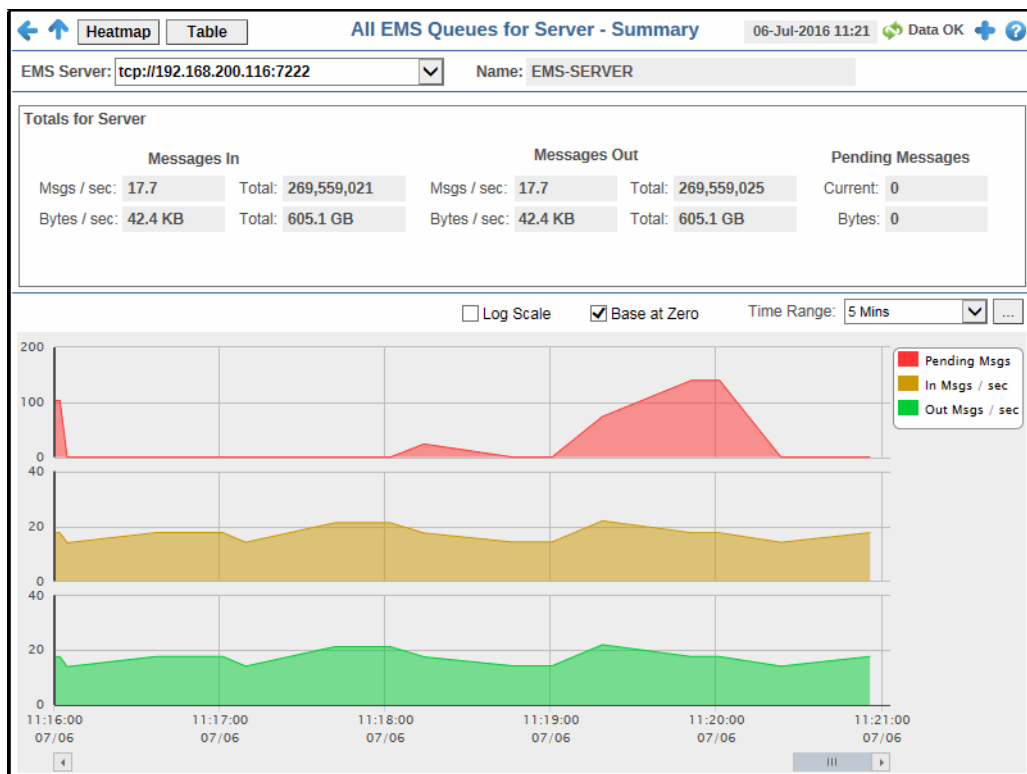 Heatmap Table All EMS Queues for Server - Summary 06-Jul-2016 11:21 Data OK ?
EMS Server: tcp://192.168.200.116:7222 Name: EMS-SERVER
Totals for Server
Messages In Messages Out Pending Messages
Msgs / sec: 17.7 Total: 269,559,021 Msgs / sec: 17.7 Total: 269,559,025 Current: 0
Bytes / sec: 42.4 KB Total: 605.1 GB Bytes / sec: 42.4 KB Total: 605.1 GB Bytes: 0
Log Scale Base at Zero Time Range: 5 Mins ...
200
100
0
Pending Msgs
In Msgs / sec
Out Msgs / sec
40
20
0
40
20
0
11:16:00 11:17:00 11:18:00 11:19:00 11:20:00 11:21:00
07/06 07/06 07/06 07/06 07/06 07/06